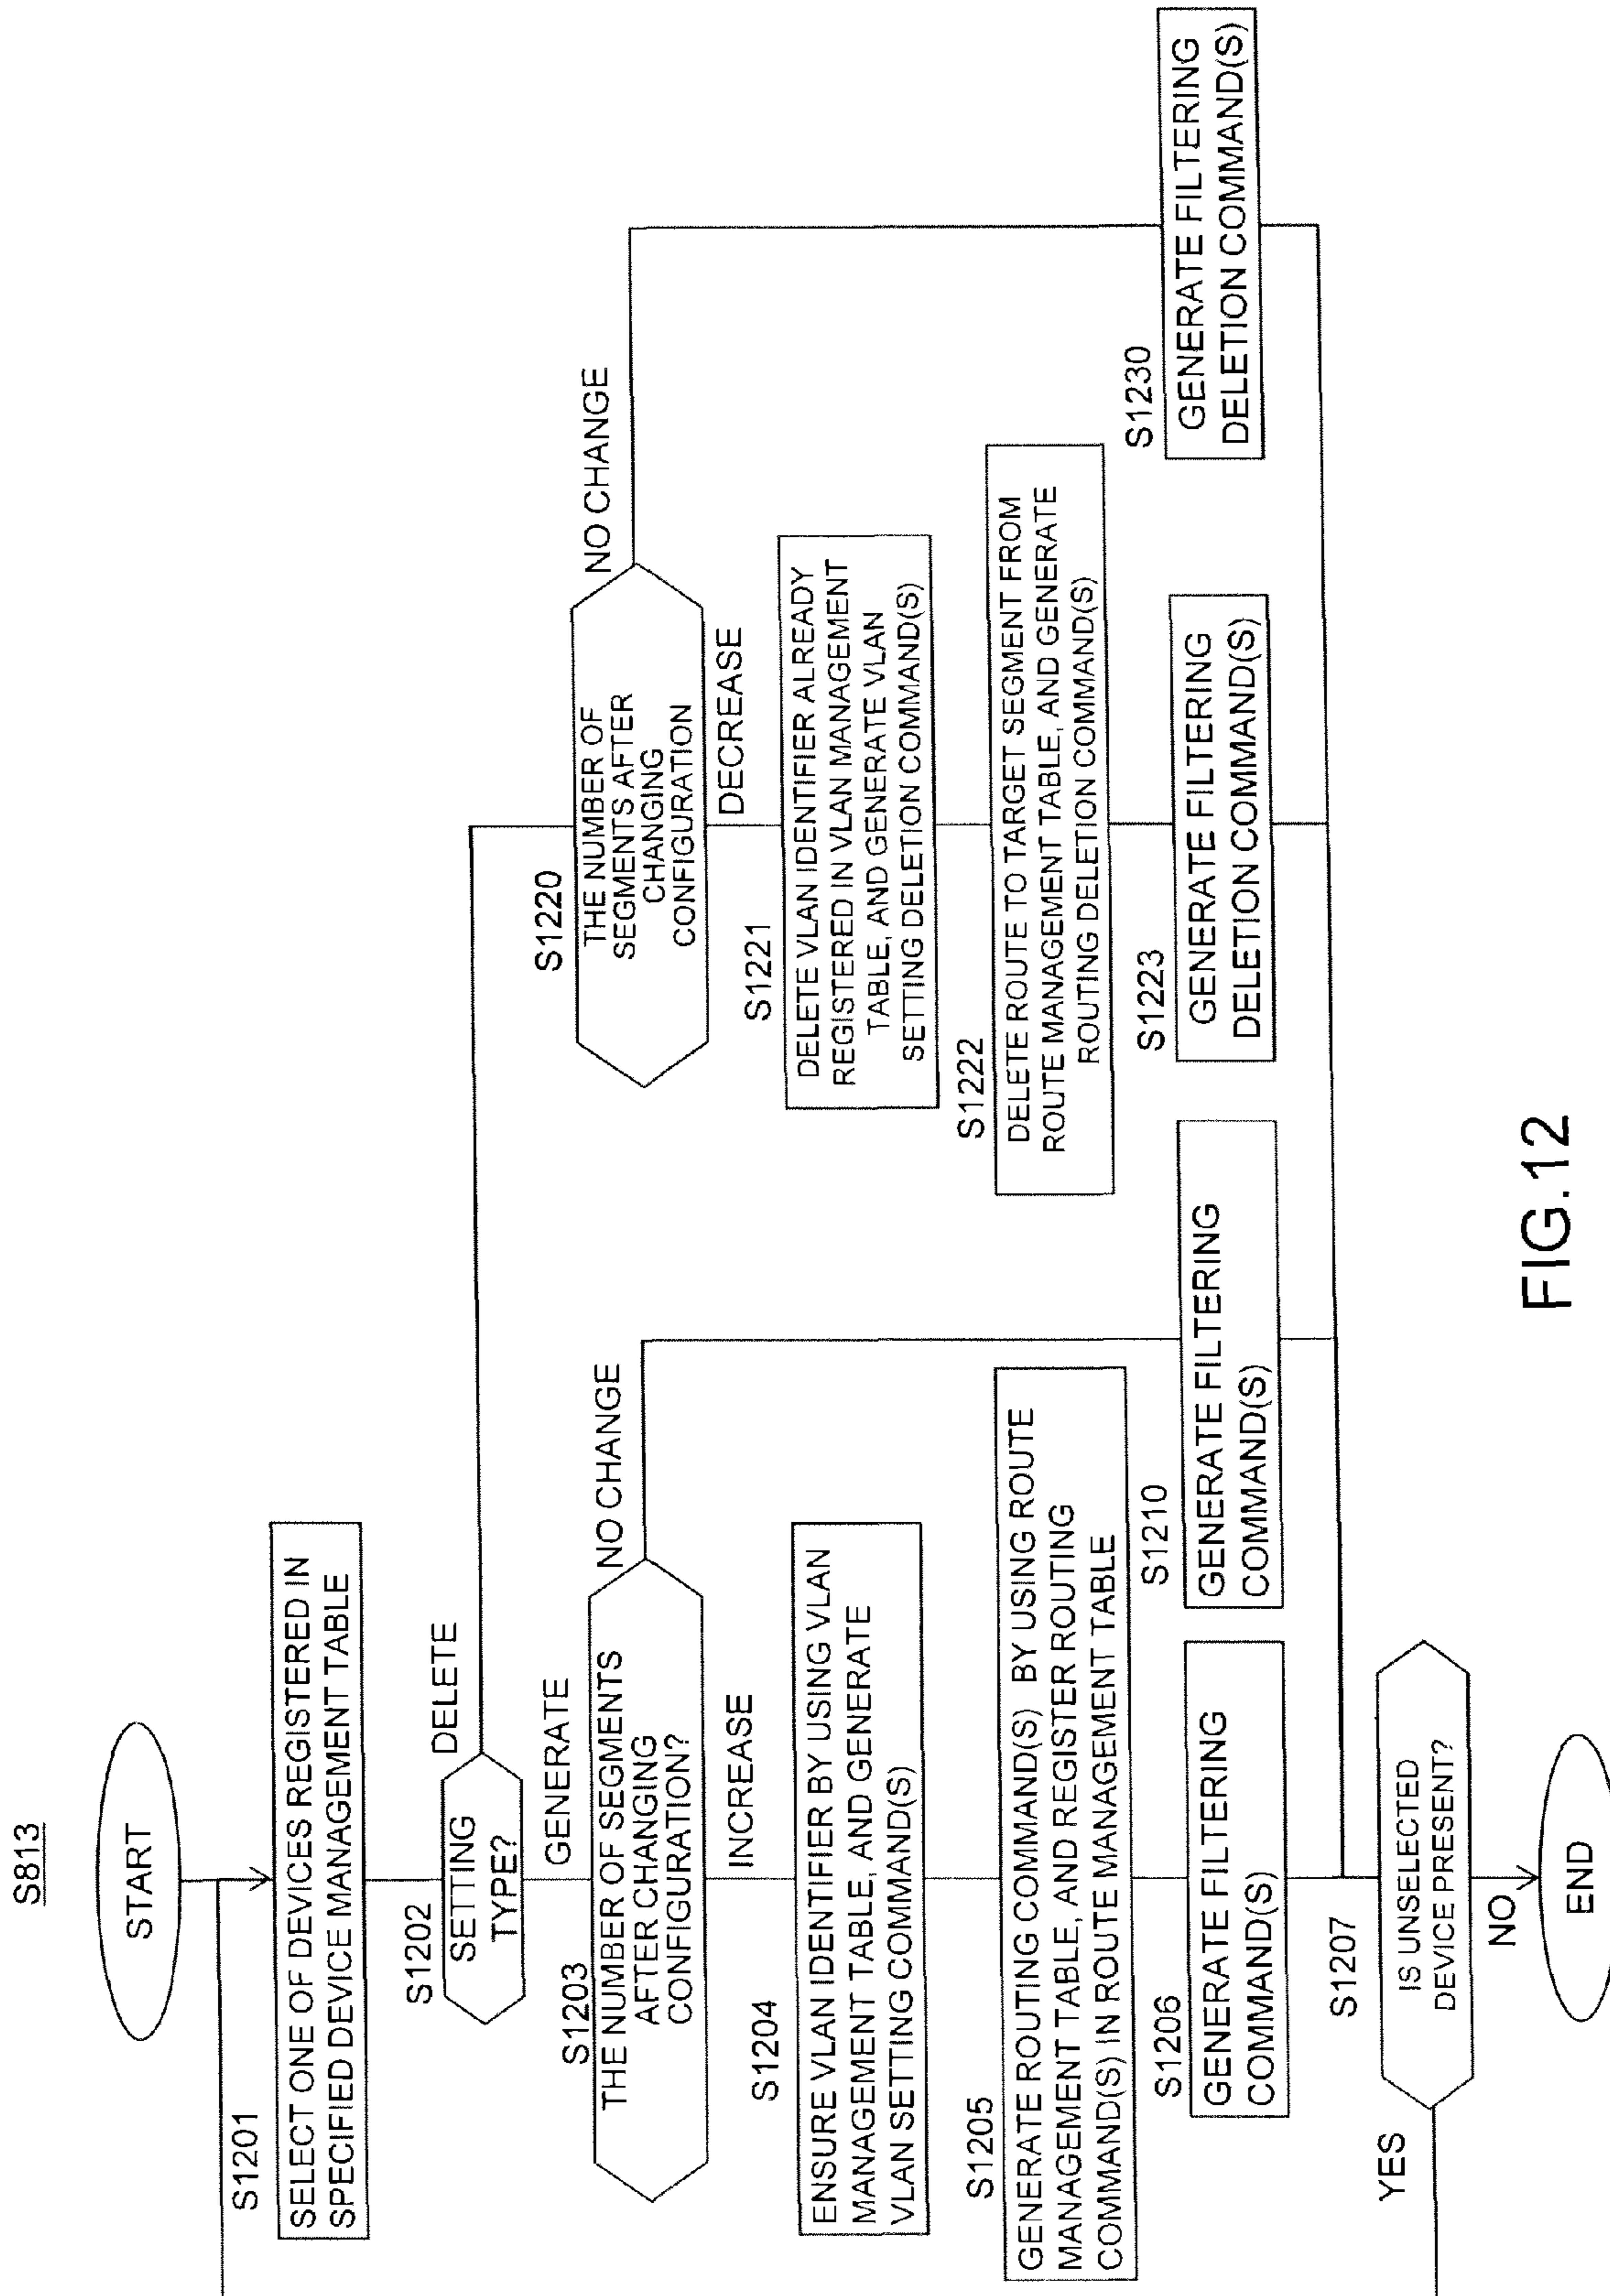 S813
START
S1201
SELECT ONE OF DEVICES REGISTERED IN
SPECIFIED DEVICE MANAGEMENT TABLE
S1202
SETTING
TYPE?
DELETE
GENERATE
S1203
THE NUMBER OF SEGMENTS
AFTER CHANGING
CONFIGURATION?
NO CHANGE
INCREASE
S1204
ENSURE VLAN IDENTIFIER BY USING VLAN
MANAGEMENT TABLE, AND GENERATE
VLAN SETTING COMMAND(S)
S1205
GENERATE ROUTING COMMAND(S) BY USING ROUTE
MANAGEMENT TABLE, AND REGISTER ROUTING
COMMAND(S) IN ROUTE MANAGEMENT TABLE
S1206
GENERATE FILTERING
COMMAND(S)
S1210
GENERATE FILTERING
COMMAND(S)
S1220
THE NUMBER OF
SEGMENTS AFTER
CHANGING
CONFIGURATION
NO CHANGE
DECREASE
S1221
DELETE VLAN IDENTIFIER ALREADY
REGISTERED IN VLAN MANAGEMENT
TABLE, AND GENERATE VLAN
SETTING DELETION COMMAND(S)
S1222
DELETE ROUTE TO TARGET SEGMENT FROM
ROUTE MANAGEMENT TABLE, AND GENERATE
ROUTING DELETION COMMAND(S)
S1223
GENERATE FILTERING
DELETION COMMAND(S)
S1230
GENERATE FILTERING
DELETION COMMAND(S)
S1207
IS UNSELECTED
DEVICE PRESENT?
YES
NO
END
FIG.12